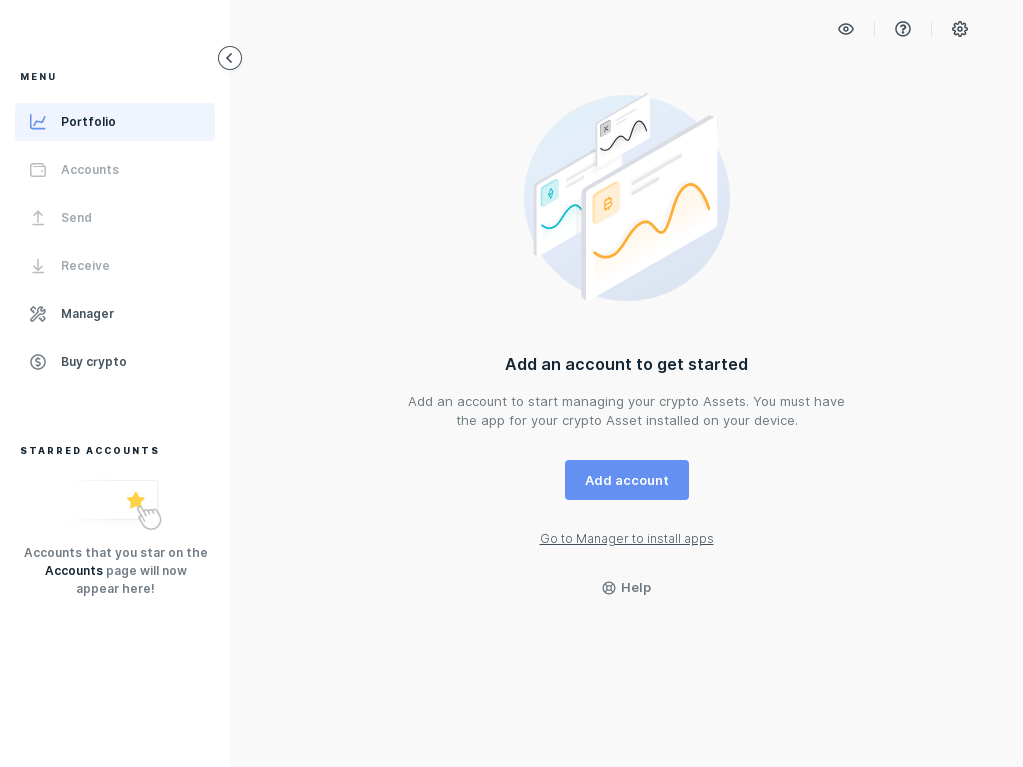 MENU
Portfolio
Accounts
Send
Receive
Manager
Buy crypto
STARRED ACCOUNTS
Accounts that you star on the
Accounts page will now
appear here!
Add an account to get started
Add an account to start managing your crypto Assets. You must have
the app for your crypto Asset installed on your device.
Add account
Go to Manager to install apps
Help